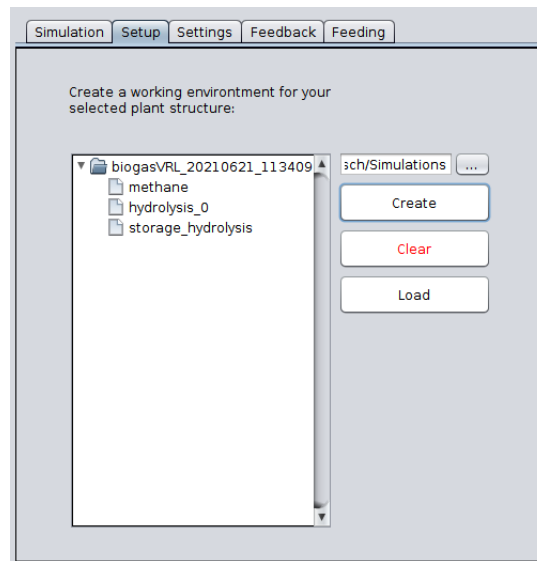 Simulation Setup Settings Feedback Feeding
Create a working environtment for your
selected plant structure:
biogasVRL_20210621_113409
sch/Simulations ...
methane
hydrolysis_0
storage_hydrolysis
Create
Clear
Load